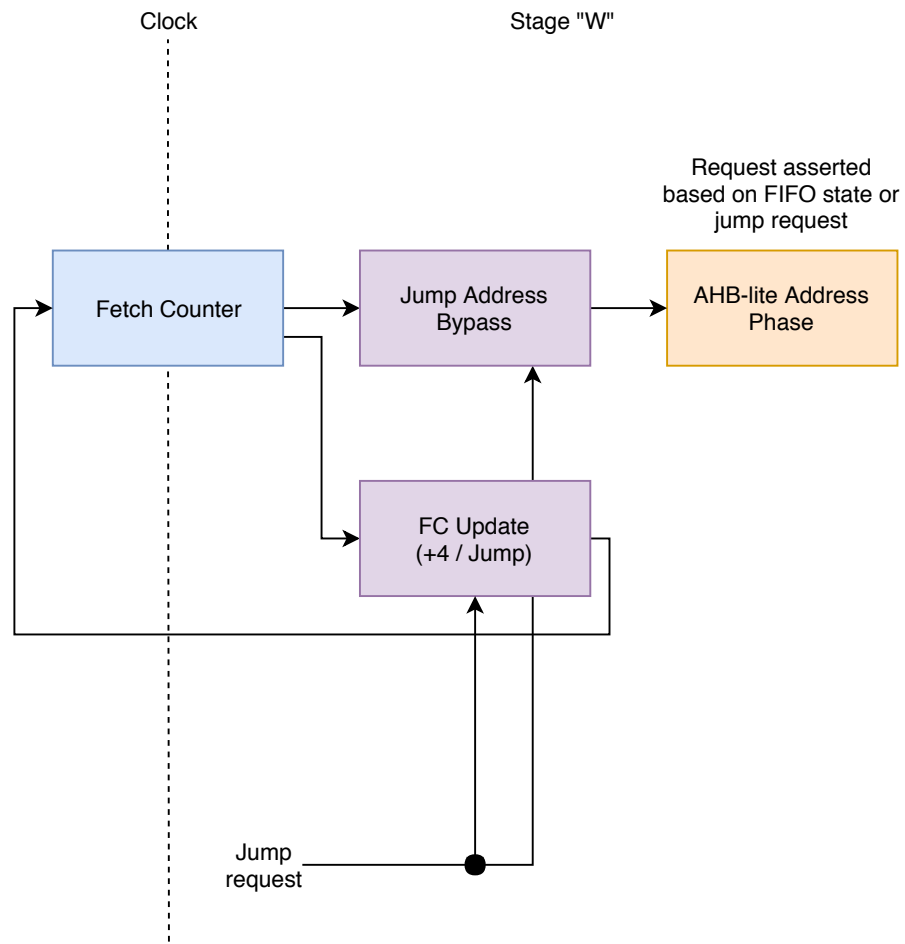 Clock
Stage "W"
Request asserted
based on FIFO state or
jump request
Fetch Counter
Jump Address
Bypass
AHB-lite Address
Phase
FC Update
(+4 / Jump)
Jump
request